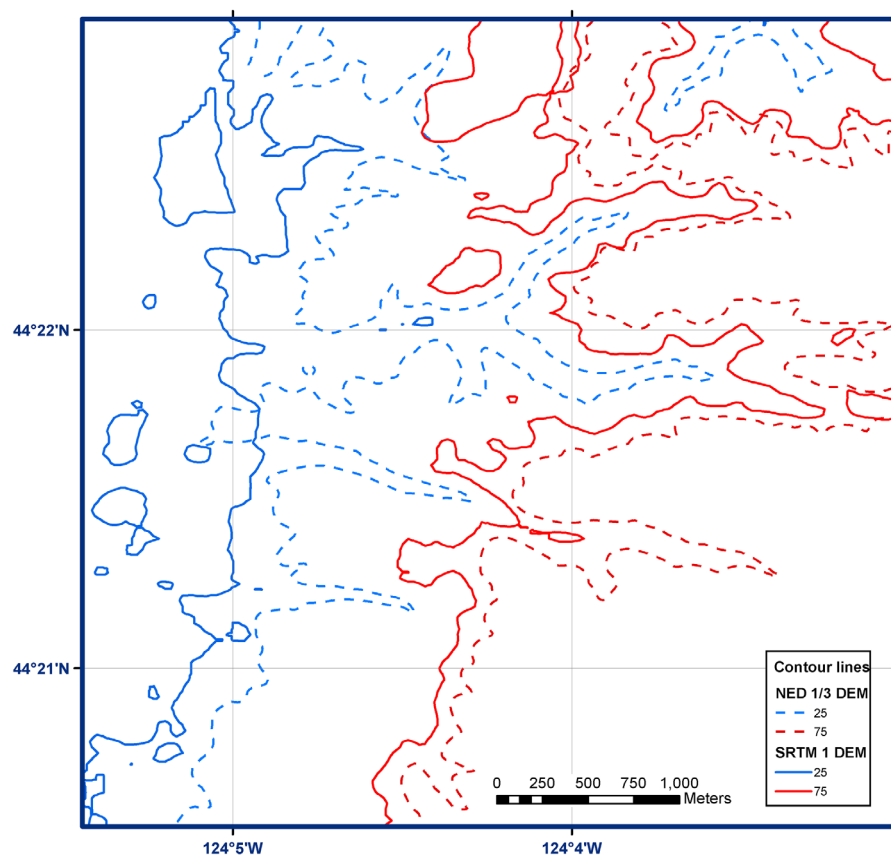 44°22'N
44°21'N
Contour lines
NED 1/3 DEM
25
75
SRTM 1 DEM
25
75
0 250 500 750 1,000
Meters
124°5'W 124°4'W